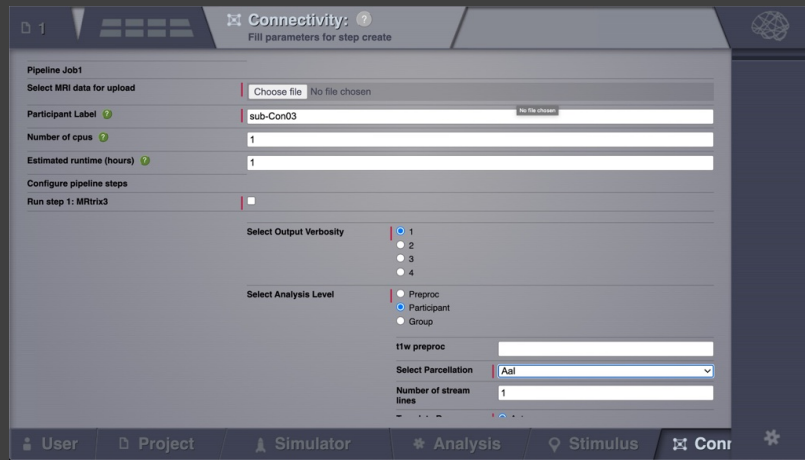 1
Connectivity: ?
Fill parameters for step create
Pipeline Job1
Select MRI data for upload
Choose file No file chosen
No file chosen
Participant Label ?
sub-Con03
Number of cpus ?
1
Estimated runtime (hours) ?
1
Configure pipeline steps
Run step 1: MRtrix3
Select Output Verbosity
1
2
3
4
Select Analysis Level
Preproc
Participant
Group
t1w preproc
Select Parcellation
Aal
Number of stream
lines
1
User
Project
Simulator
Analysis
Stimulus
Conn